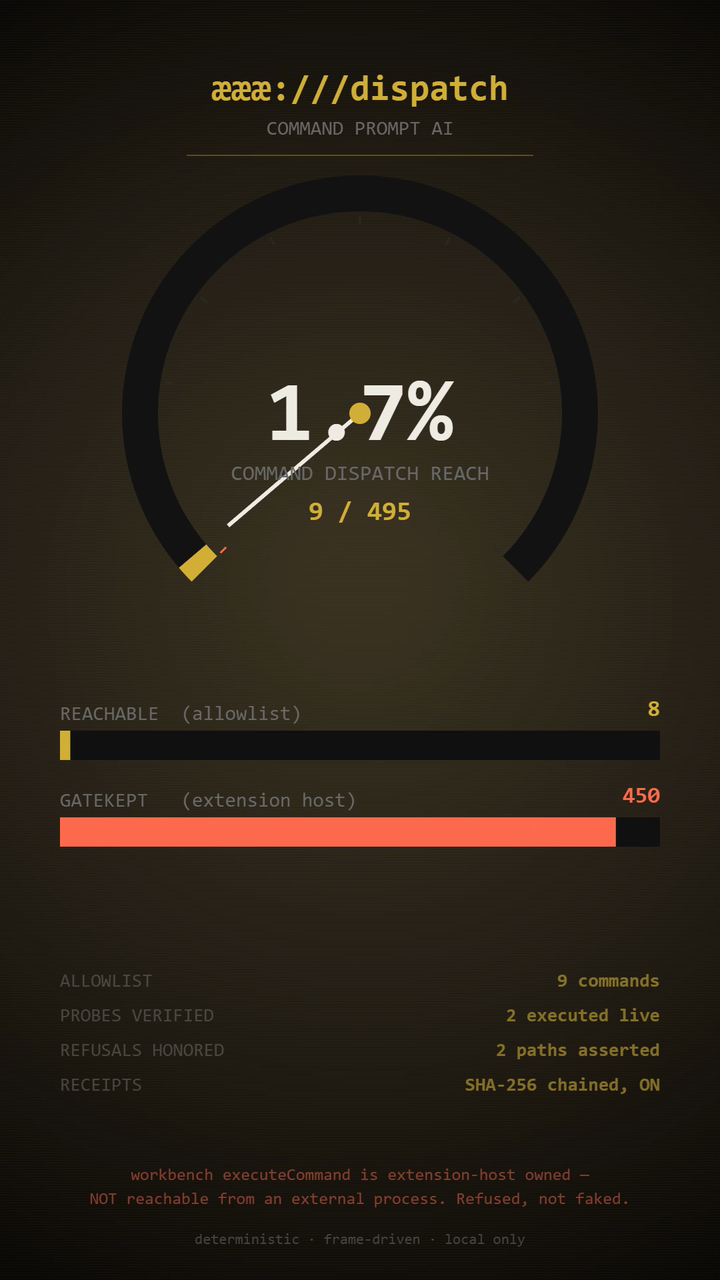 æææ:///dispatch
COMMAND PROMPT AI
1.7%
COMMAND DISPATCH REACH
9 / 495
REACHABLE (allowlist) 8
GATEKEPT (extension host) 450
ALLOWLIST 9 commands
PROBES VERIFIED 2 executed live
REFUSALS HONORED 2 paths asserted
RECEIPTS SHA-256 chained, ON
workbench executeCommand is extension-host owned —
NOT reachable from an external process. Refused, not faked.
deterministic · frame-driven · local only